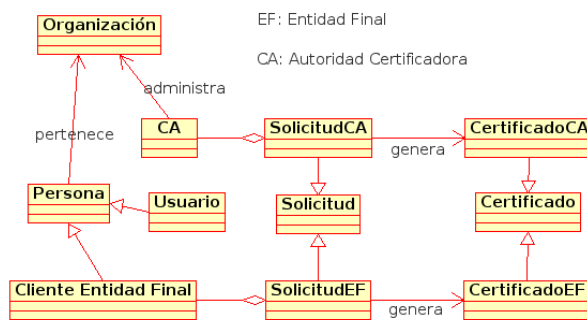 Organización
EF: Entidad Final
CA: Autoridad Certificadora
administra
pertenece
CA
SolicitudCA
CertificadoCA
genera
Persona
Usuario
Solicitud
Certificado
Cliente Entidad Final
SolicitudEF
CertificadoEF
genera